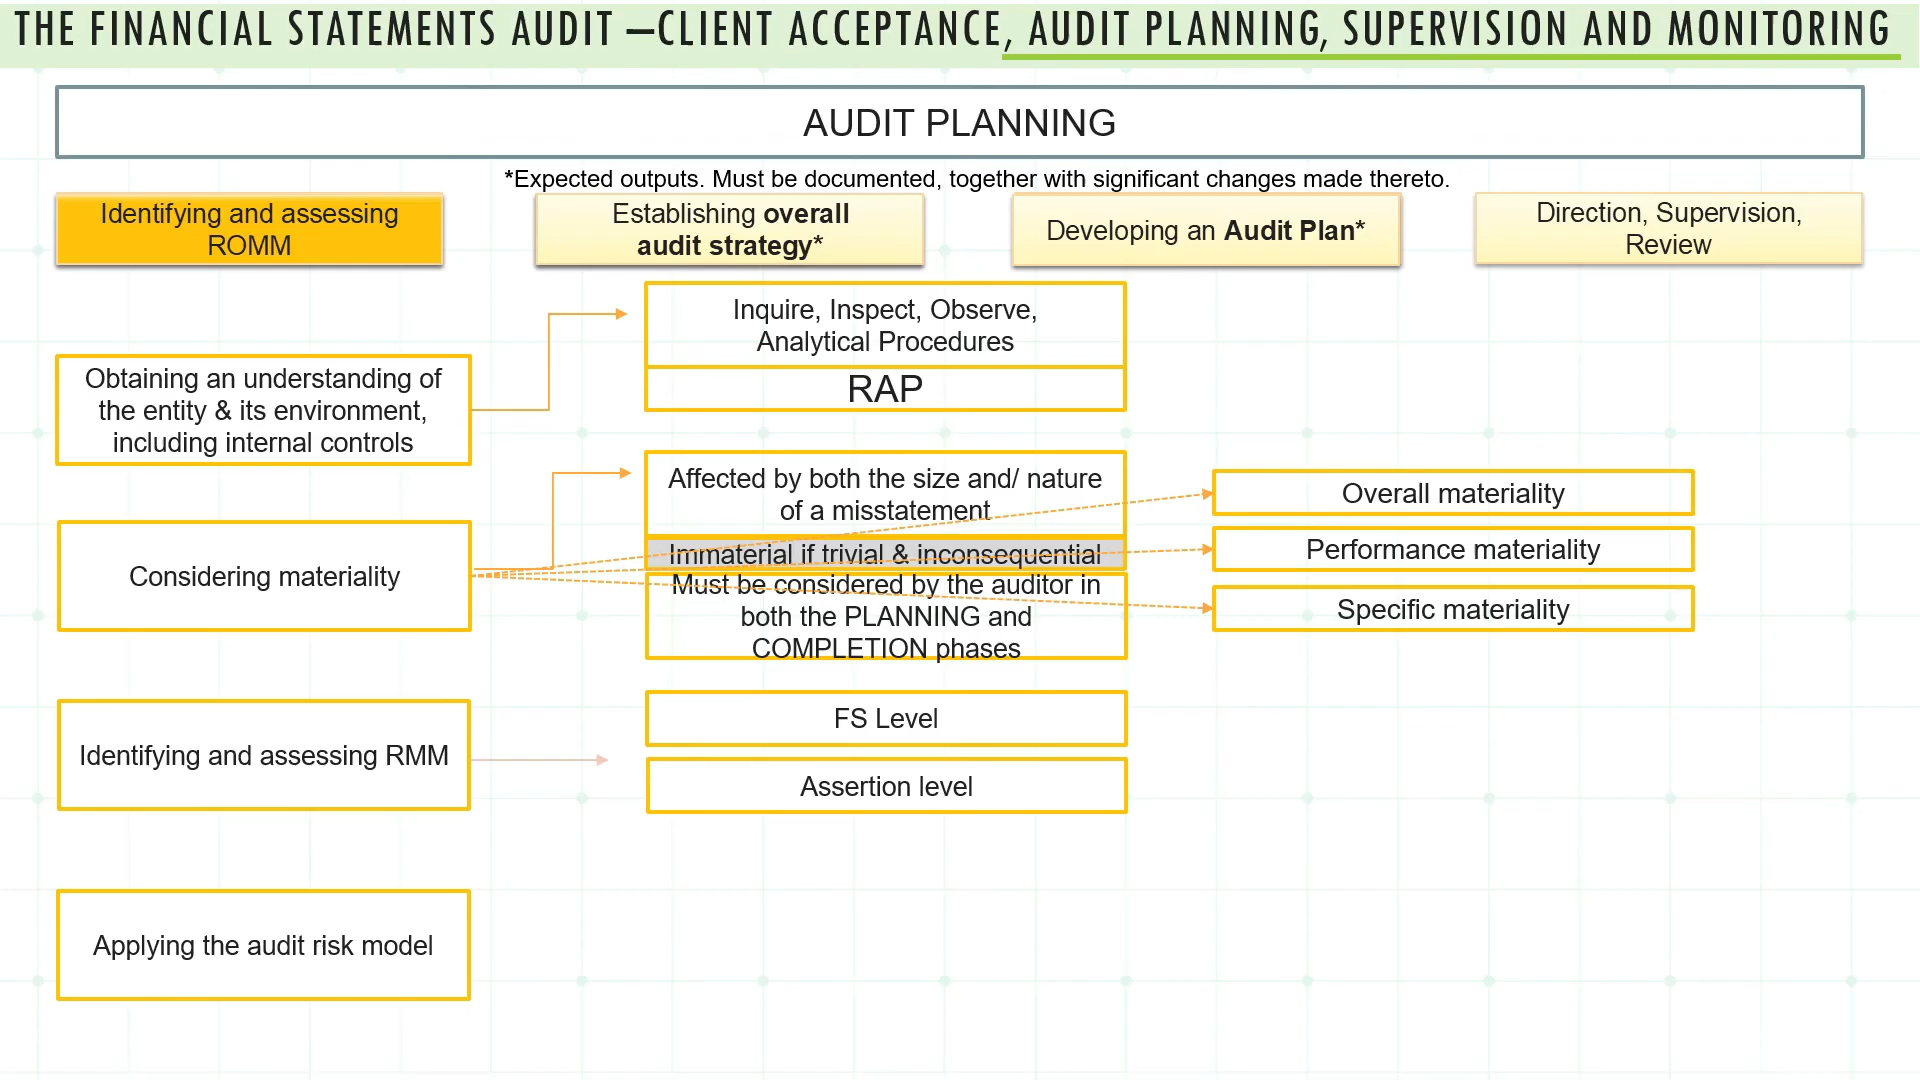 THE FINANCIAL STATEMENTS AUDIT —CLIENT ACCEPTANCE, AUDIT PLANNING, SUPERVISION AND MONITORING
AUDIT PLANNING
*Expected outputs. Must be documented, together with significant changes made thereto.
Identifying and assessing
ROMM
Establishing overall
audit strategy*
Developing an Audit Plan*
Direction, Supervision,
Review
Obtaining an understanding of
the entity & its environment,
including internal controls
Inquire, Inspect, Observe,
Analytical Procedures
RAP
Considering materiality
Affected by both the size and/ nature
of a misstatement
Immaterial if trivial & inconsequential
Must be considered by the auditor in
both the PLANNING and
COMPLETION phases
Overall materiality
Performance materiality
Specific materiality
Identifying and assessing RMM
FS Level
Assertion level
Applying the audit risk model